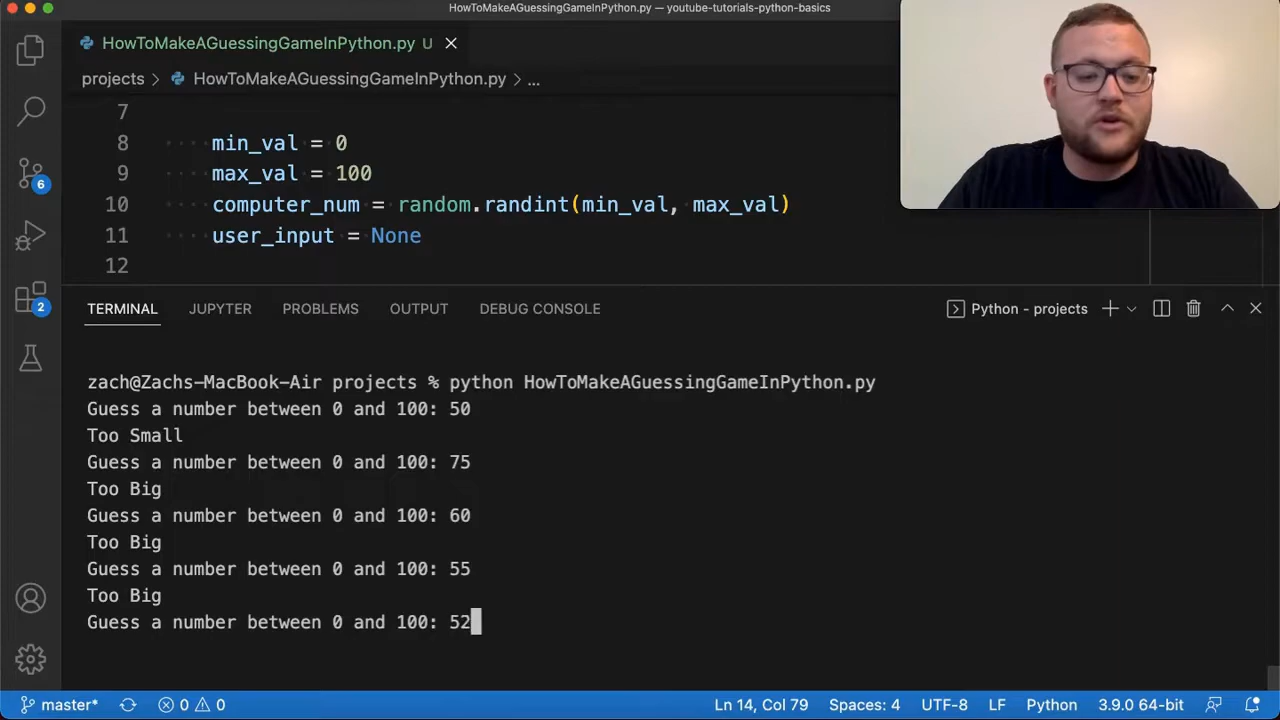 HowToMakeAGuessingGameInPython.py — youtube-tutorials-python-basics
HowToMakeAGuessingGameInPython.py U
projects > HowToMakeAGuessingGameInPython.py > ...
7
8 min_val = 0
9 max_val = 100
10 computer_num = random.randint(min_val, max_val)
11 user_input = None
12
6
2
TERMINAL JUPYTER PROBLEMS OUTPUT DEBUG CONSOLE Python - projects
zach@Zachs-MacBook-Air projects % python HowToMakeAGuessingGameInPython.py
Guess a number between 0 and 100: 50
Too Small
Guess a number between 0 and 100: 75
Too Big
Guess a number between 0 and 100: 60
Too Big
Guess a number between 0 and 100: 55
Too Big
Guess a number between 0 and 100: 52
master* 0 0 Ln 14, Col 79 Spaces: 4 UTF-8 LF Python 3.9.0 64-bit